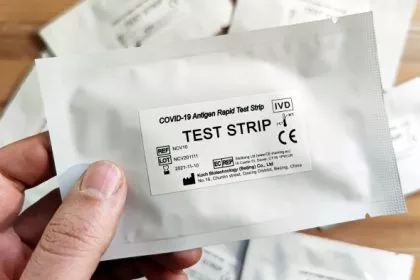 COVID-19 Antigen Rapid Test Strip
IVD
TEST STRIP
REF NCV16
LOT NCV201111
2021-11-10
CE
EC REP
Koch Biotechnology (Beijing) Co., Ltd
Beijing, China